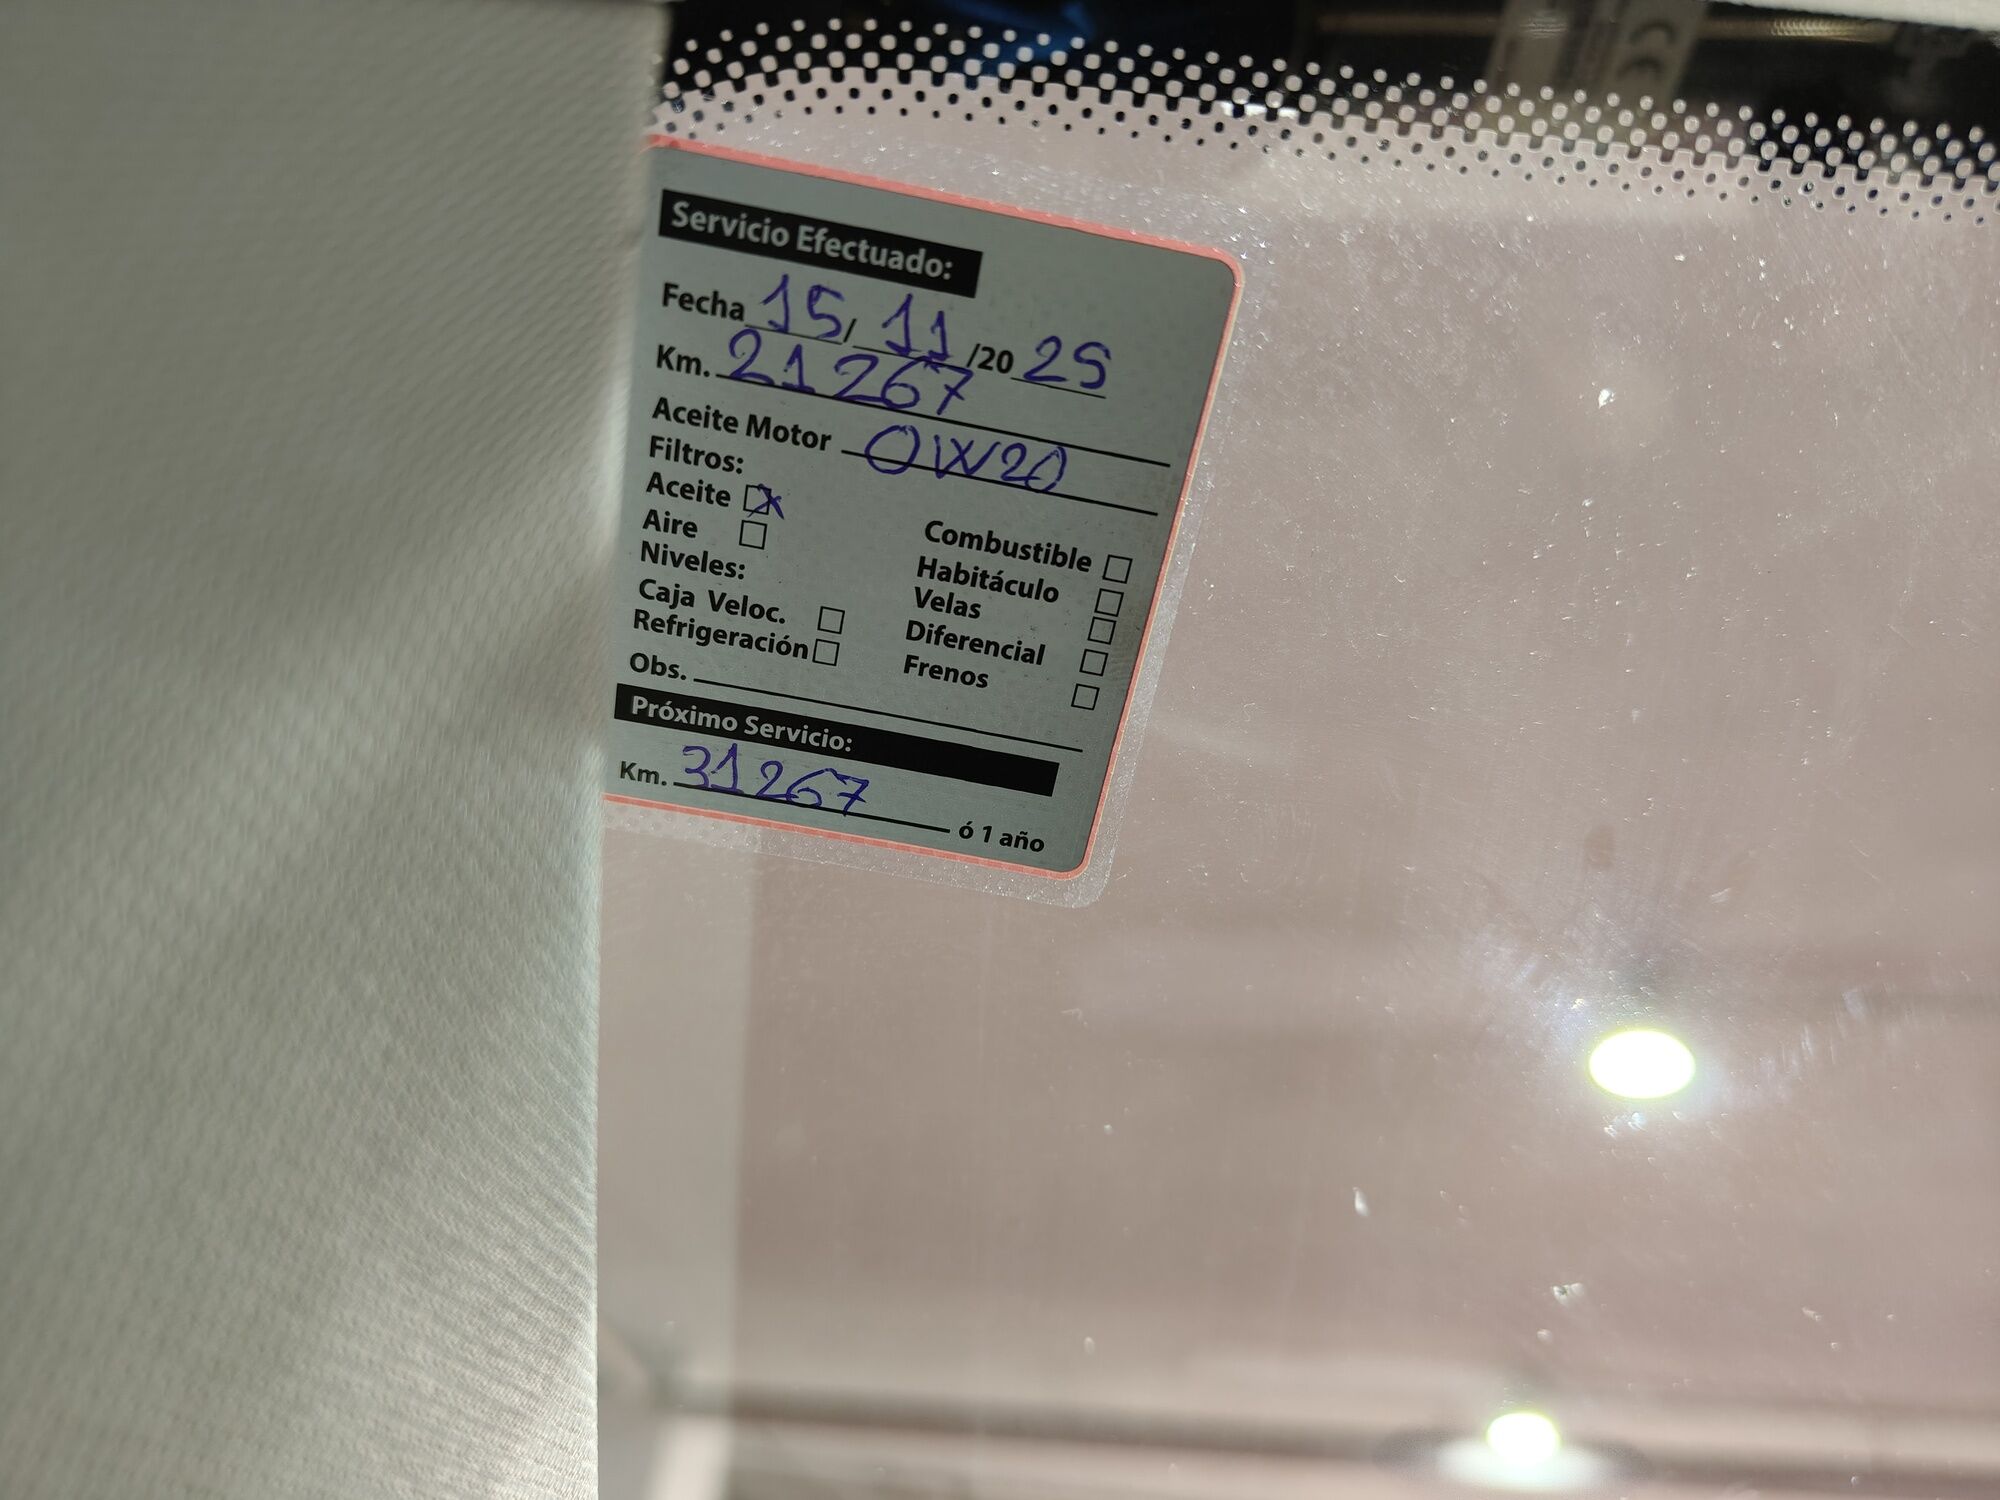 Servicio Efectuado:
Fecha 15/11/2025
Km. 21267
Aceite Motor 0W20
Filtros:
Aceite ☒ Combustible ☐
Aire ☐ Habitáculo ☐
Niveles: Velas ☐
Caja Veloc. ☐ Diferencial ☐
Refrigeración ☐ Frenos ☐
Obs.
Próximo Servicio:
Km. 31267 ó 1 año
CE